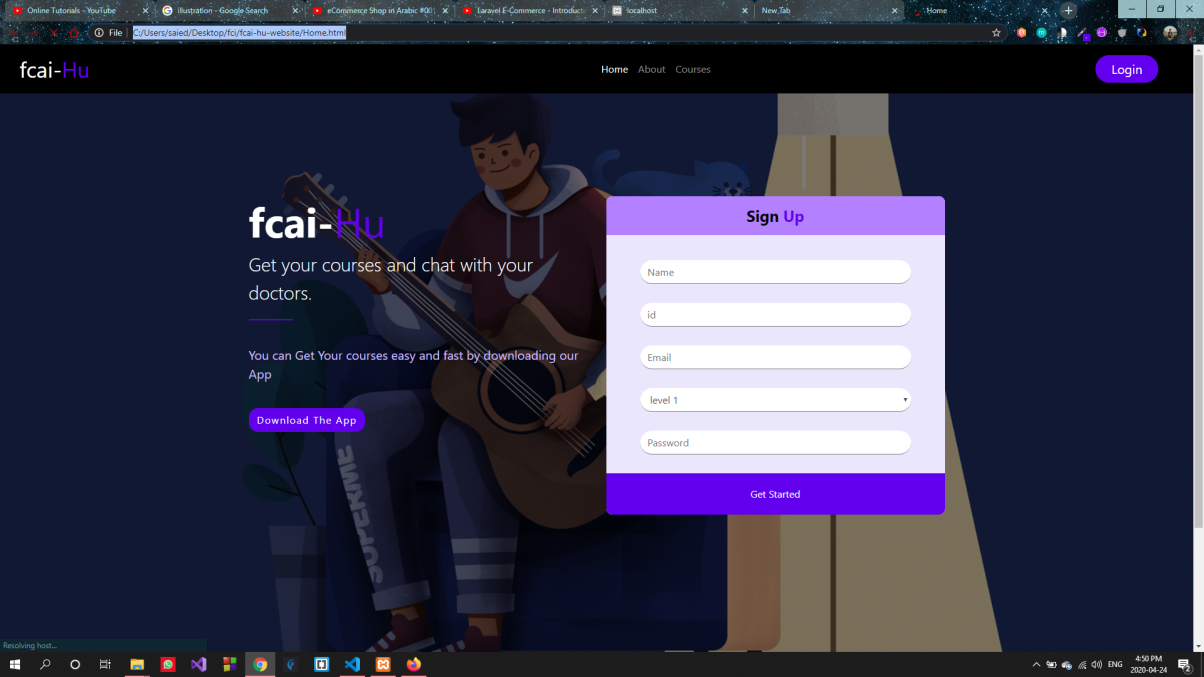 Online Tutorials - YouTube
illustration - Google Search
eCommerce Shop in Arabic #00
Laravel E-Commerce - Introducti
localhost
New Tab
Home
File
C:/Users/saied/Desktop/fci/fcai-hu-website/Home.html
fcai-Hu
Home
About
Courses
Login
fcai-Hu
Get your courses and chat with your
doctors.
You can Get Your courses easy and fast by downloading our
App
Download The App
Sign Up
Name
id
Email
level 1
Password
Get Started
Resolving host...
ENG
4:50 PM
2020-04-24
2